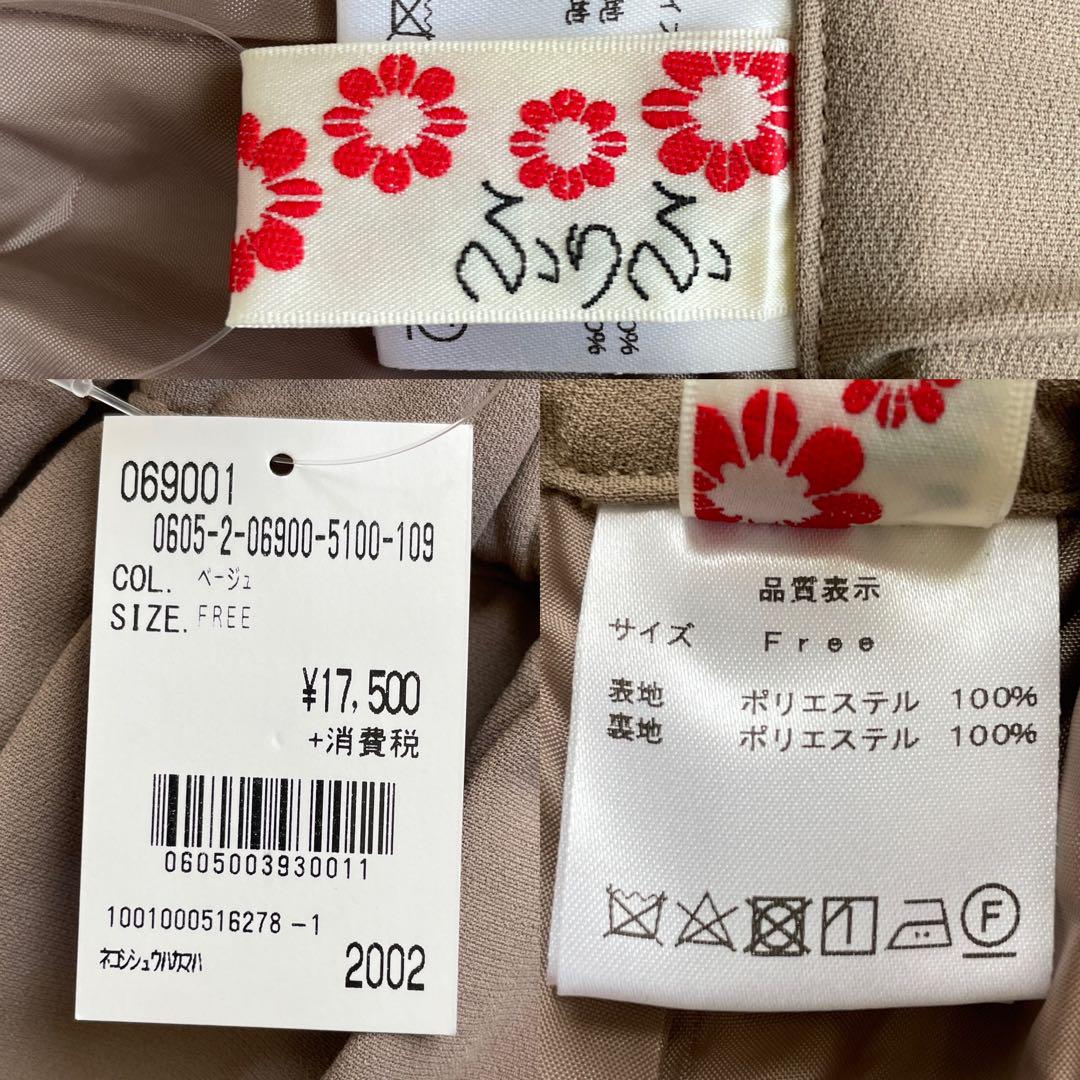 ふりふ
069001
0605-2-06900-5100-109
COL. ベージュ
SIZE. FREE
¥17,500
+消費税
0605003930011
1001000516278 -1
ネコシシュウハカマハ
2002
品質表示
サイズ Free
表地 ポリエステル 100%
裏地 ポリエステル 100%
F